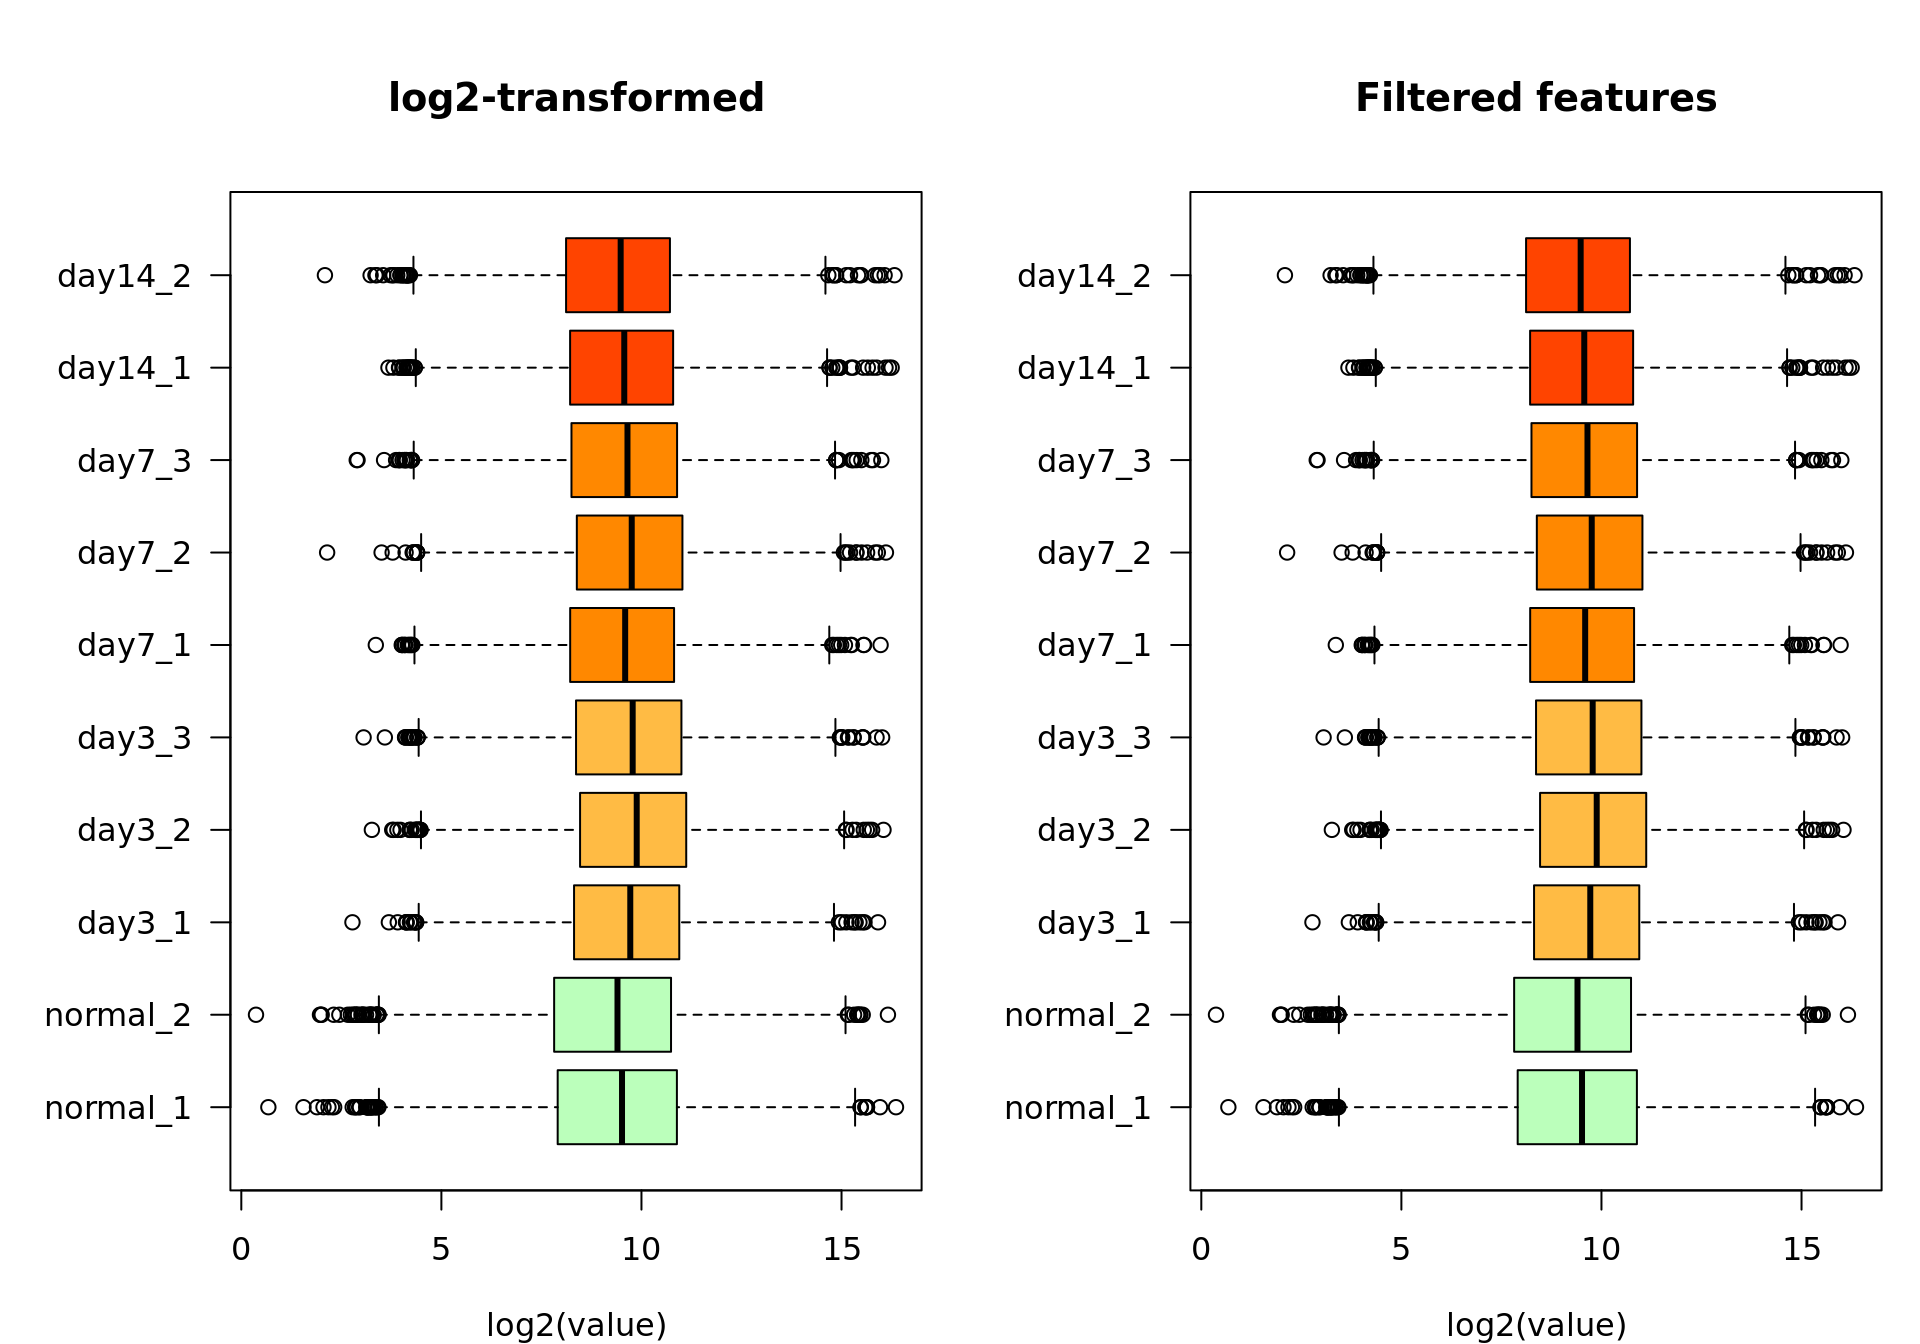 log2-transformed
day14_2
day14_1
day7_3
day7_2
day7_1
day3_3
day3_2
day3_1
normal_2
normal_1
0 5 10 15
log2(value)
Filtered features
day14_2
day14_1
day7_3
day7_2
day7_1
day3_3
day3_2
day3_1
normal_2
normal_1
0 5 10 15
log2(value)